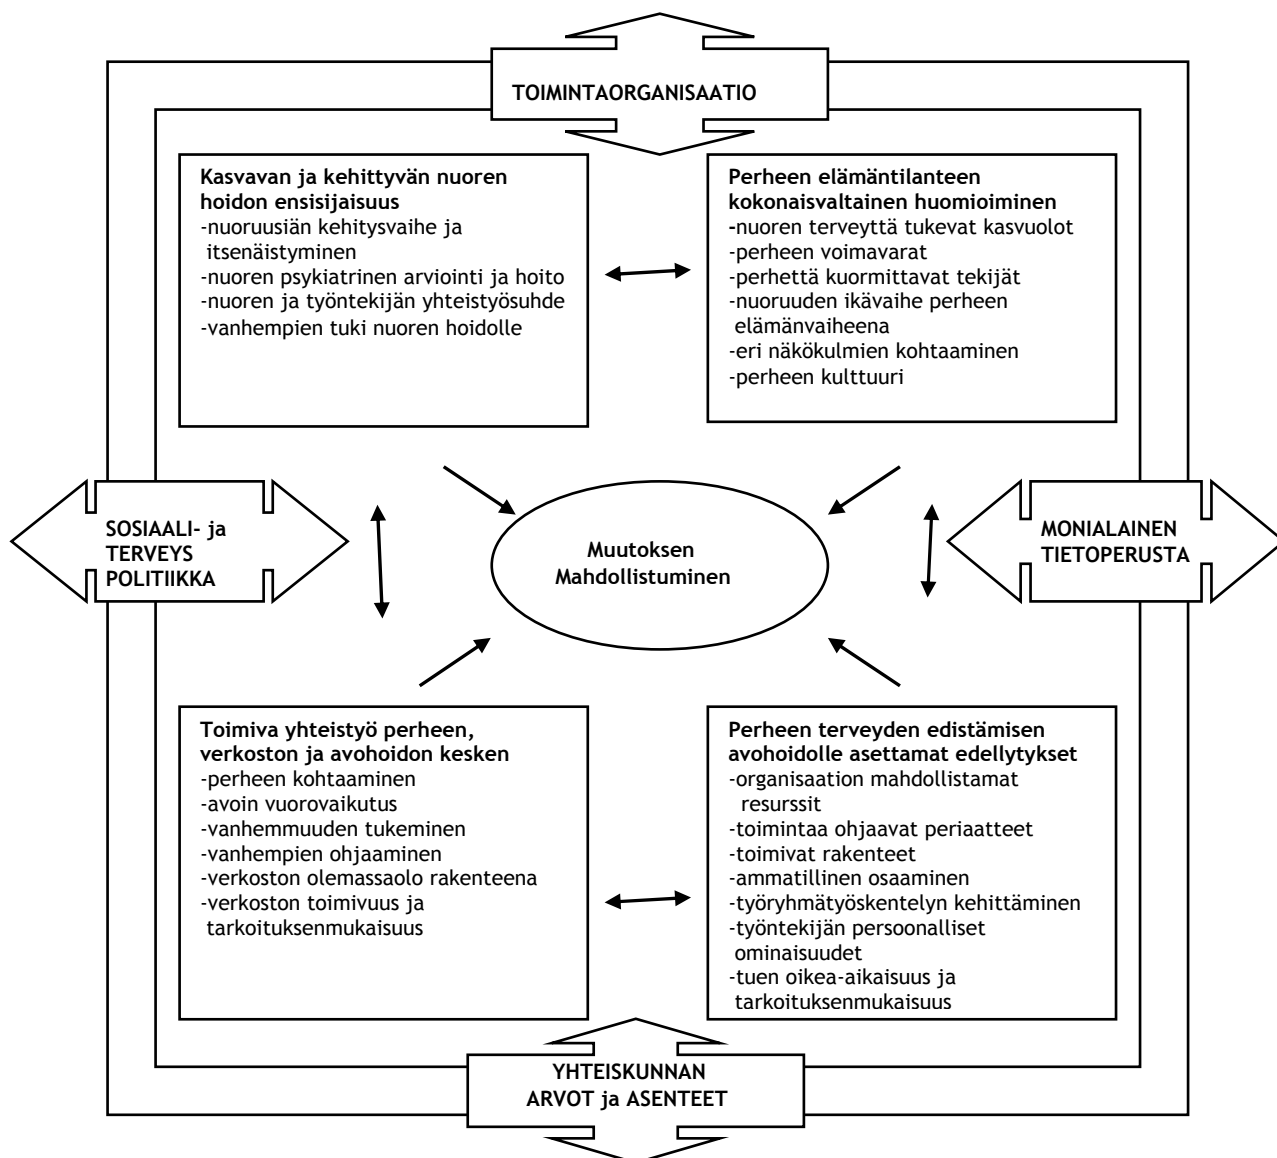 TOIMINTAORGANISAATIO
Kasvavan ja kehittyvän nuoren
hoidon ensisijaisuus
-nuoruusiän kehitysvaihe ja
itsenäistyminen
-nuoren psykiatrinen arviointi ja hoito
-nuoren ja työntekijän yhteistyösuhde
-vanhempien tuki nuoren hoidolle
Perheen elämäntilanteen
kokonaisvaltainen huomioiminen
-nuoren terveyttä tukevat kasvuolot
-perheen voimavarat
-perhettä kuormittavat tekijät
-nuoruuden ikävaihe perheen
elämänvaiheena
-eri näkökulmien kohtaaminen
-perheen kulttuuri
SOSIAALI- ja
TERVEYS
POLITIIKKA
Muutoksen
Mahdollistuminen
MONIALAINEN
TIETOPERUSTA
Toimiva yhteistyö perheen,
verkoston ja avohoidon kesken
-perheen kohtaaminen
-avoin vuorovaikutus
-vanhemmuuden tukeminen
-vanhempien ohjaaminen
-verkoston olemassaolo rakenteena
-verkoston toimivuus ja
tarkoituksenmukaisuus
Perheen terveyden edistämisen
avohoidolle asettamat edellytykset
-organisaation mahdollistamat
resurssit
-toimintaa ohjaavat periaatteet
-toimivat rakenteet
-ammatillinen osaaminen
-työryhmätyöskentelyn kehittäminen
-työntekijän persoonalliset
ominaisuudet
-tuen oikea-aikaisuus ja
tarkoituksenmukaisuus
YHTEISKUNNAN
ARVOT ja ASENTEET